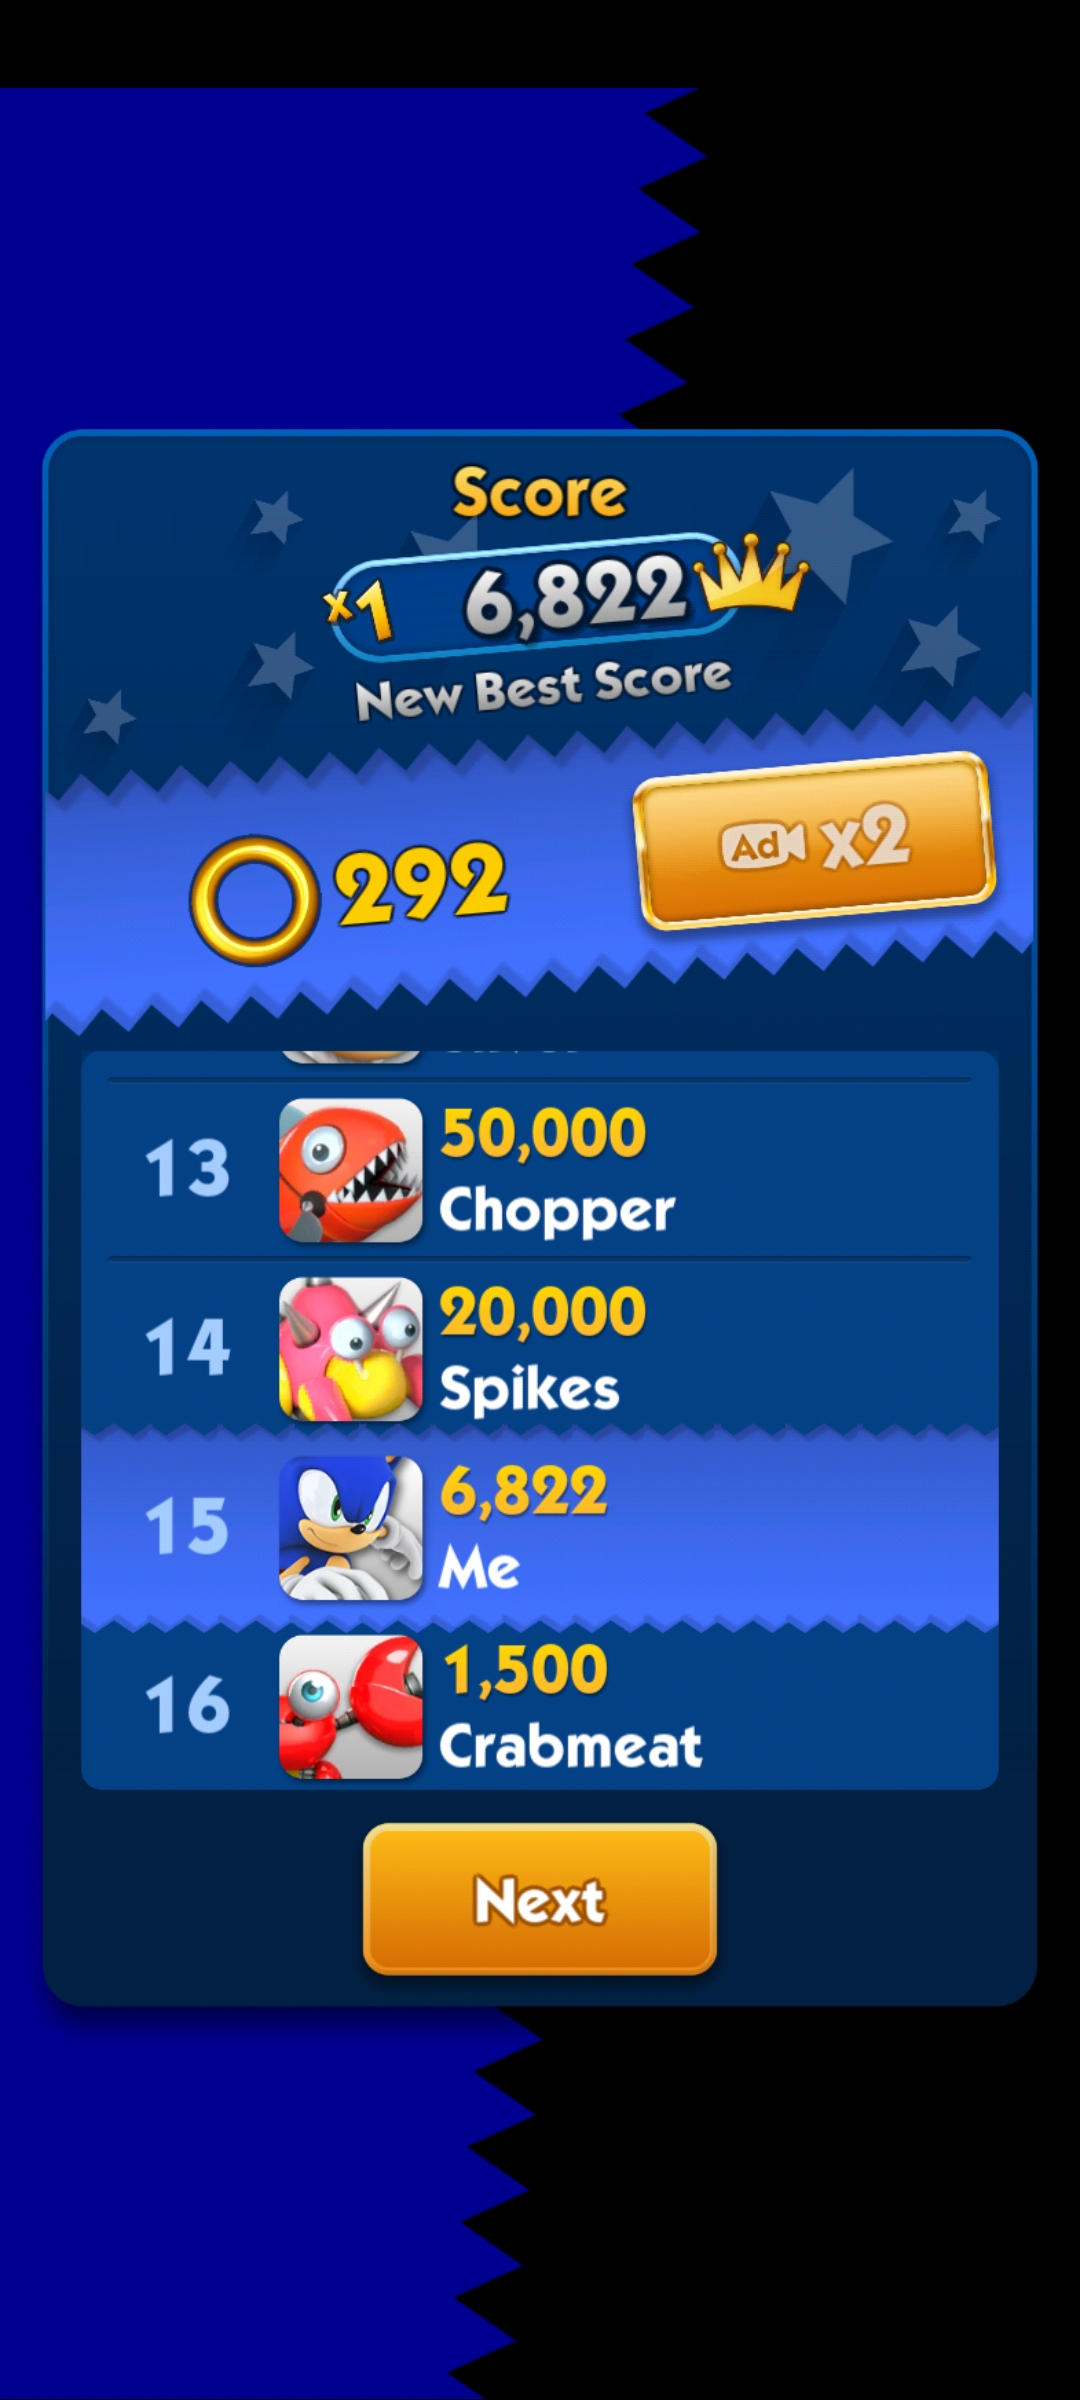 Score
x1 6,822
New Best Score
292
Ad x2
13 50,000
Chopper
14 20,000
Spikes
15 6,822
Me
16 1,500
Crabmeat
Next